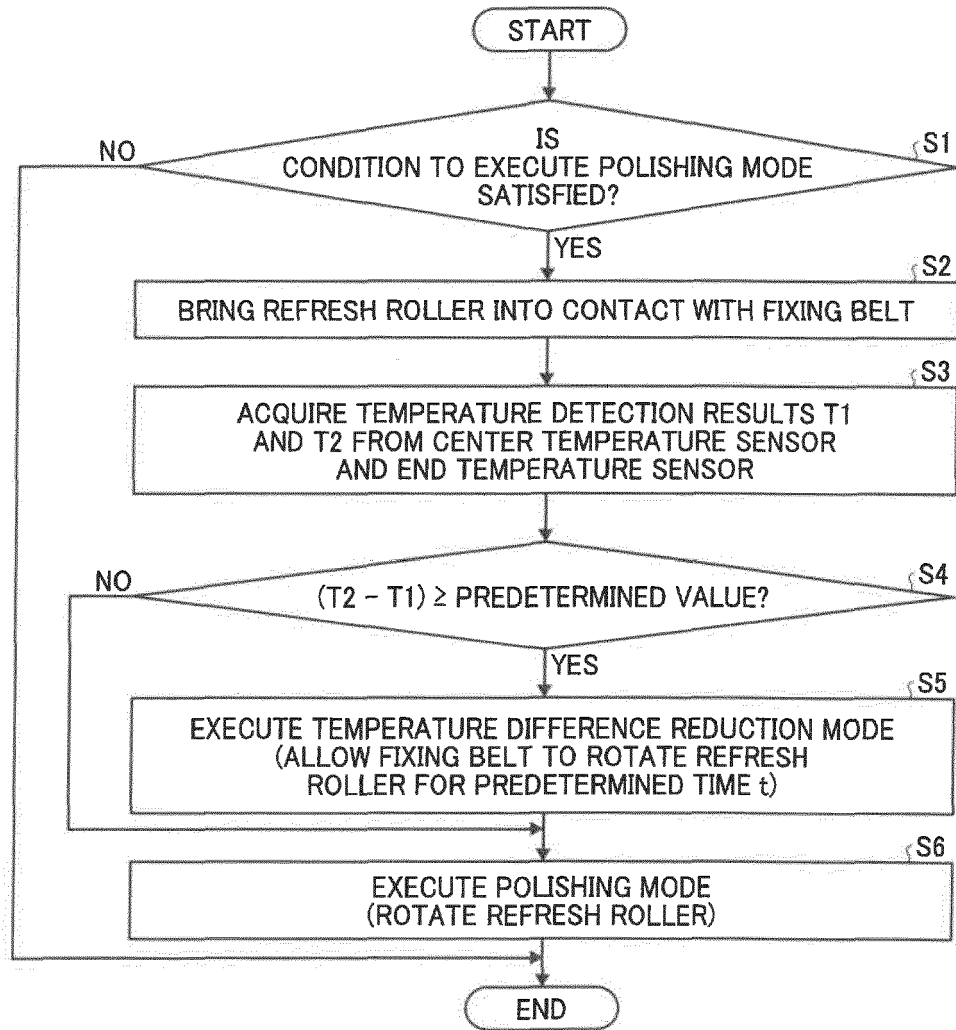 START
S1
NO
IS
CONDITION TO EXECUTE POLISHING MODE
SATISFIED?
YES
S2
BRING REFRESH ROLLER INTO CONTACT WITH FIXING BELT
S3
ACQUIRE TEMPERATURE DETECTION RESULTS T1
AND T2 FROM CENTER TEMPERATURE SENSOR
AND END TEMPERATURE SENSOR
S4
NO
(T2 - T1) ≥ PREDETERMINED VALUE?
YES
S5
EXECUTE TEMPERATURE DIFFERENCE REDUCTION MODE
(ALLOW FIXING BELT TO ROTATE REFRESH
ROLLER FOR PREDETERMINED TIME t)
S6
EXECUTE POLISHING MODE
(ROTATE REFRESH ROLLER)
END